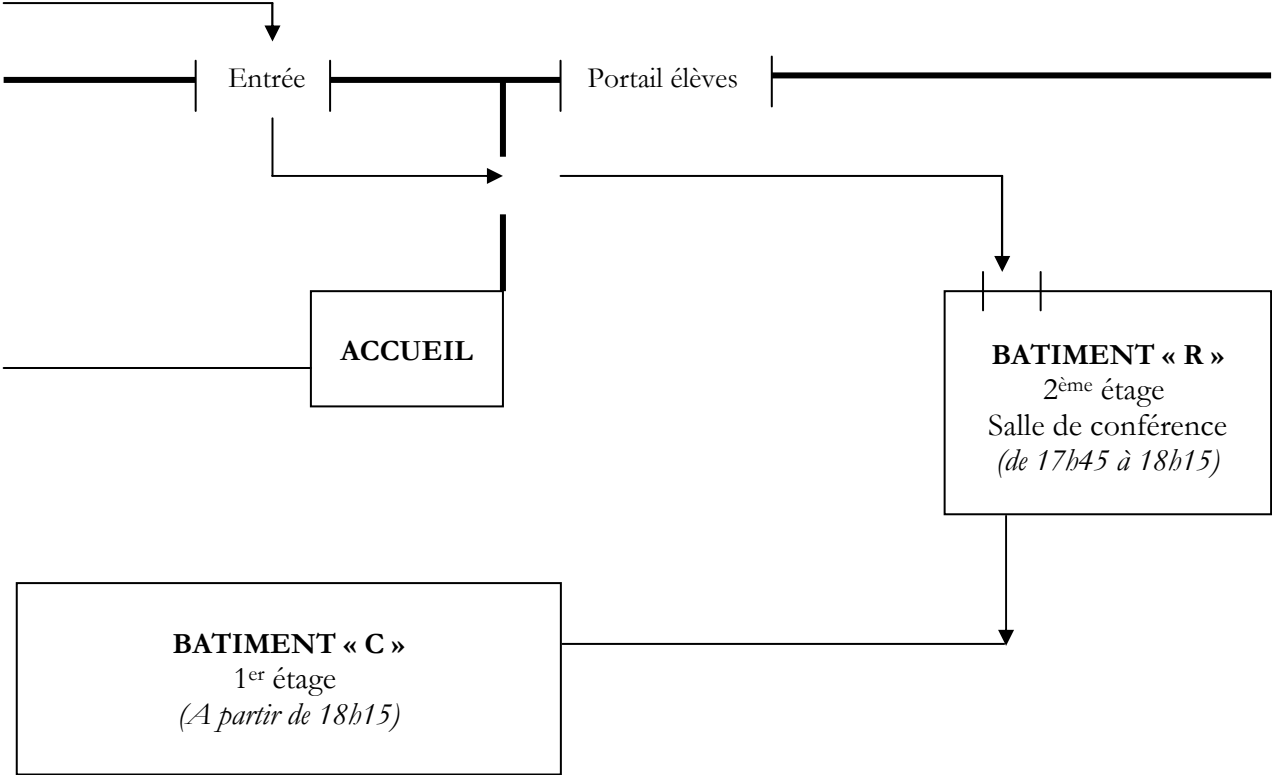 Entrée
Portail élèves
ACCUEIL
BATIMENT « R »
2ème étage
Salle de conférence
(de 17h45 à 18h15)
BATIMENT « C »
1er étage
(A partir de 18h15)